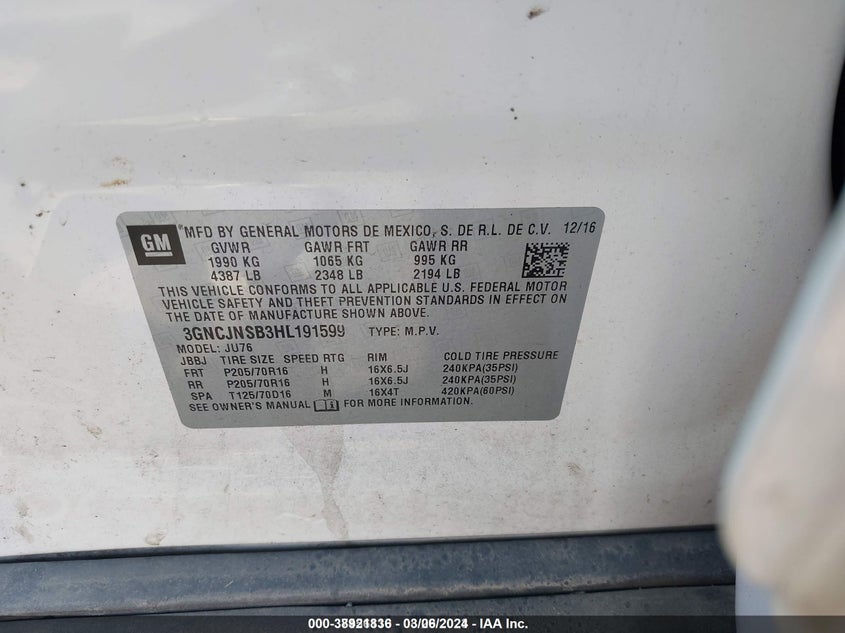 GM
®MFD BY GENERAL MOTORS DE MEXICO, S. DE R.L. DE C.V. 12/16
GVWR GAWR FRT GAWR RR
1990 KG 1065 KG 995 KG
4387 LB 2348 LB 2194 LB
THIS VEHICLE CONFORMS TO ALL APPLICABLE U.S. FEDERAL MOTOR
VEHICLE SAFETY AND THEFT PREVENTION STANDARDS IN EFFECT ON
THE DATE OF MANUFACTURE SHOWN ABOVE.
3GNCJNSB3HL191599 TYPE: M.P.V.
MODEL: JU76
JBBJ TIRE SIZE SPEED RTG RIM COLD TIRE PRESSURE
FRT P205/70R16 H 16X6.5J 240KPA(35PSI)
RR P205/70R16 H 16X6.5J 240KPA(35PSI)
SPA T125/70D16 M 16X4T 420KPA(60PSI)
SEE OWNER'S MANUAL FOR MORE INFORMATION.
- IAA Inc.